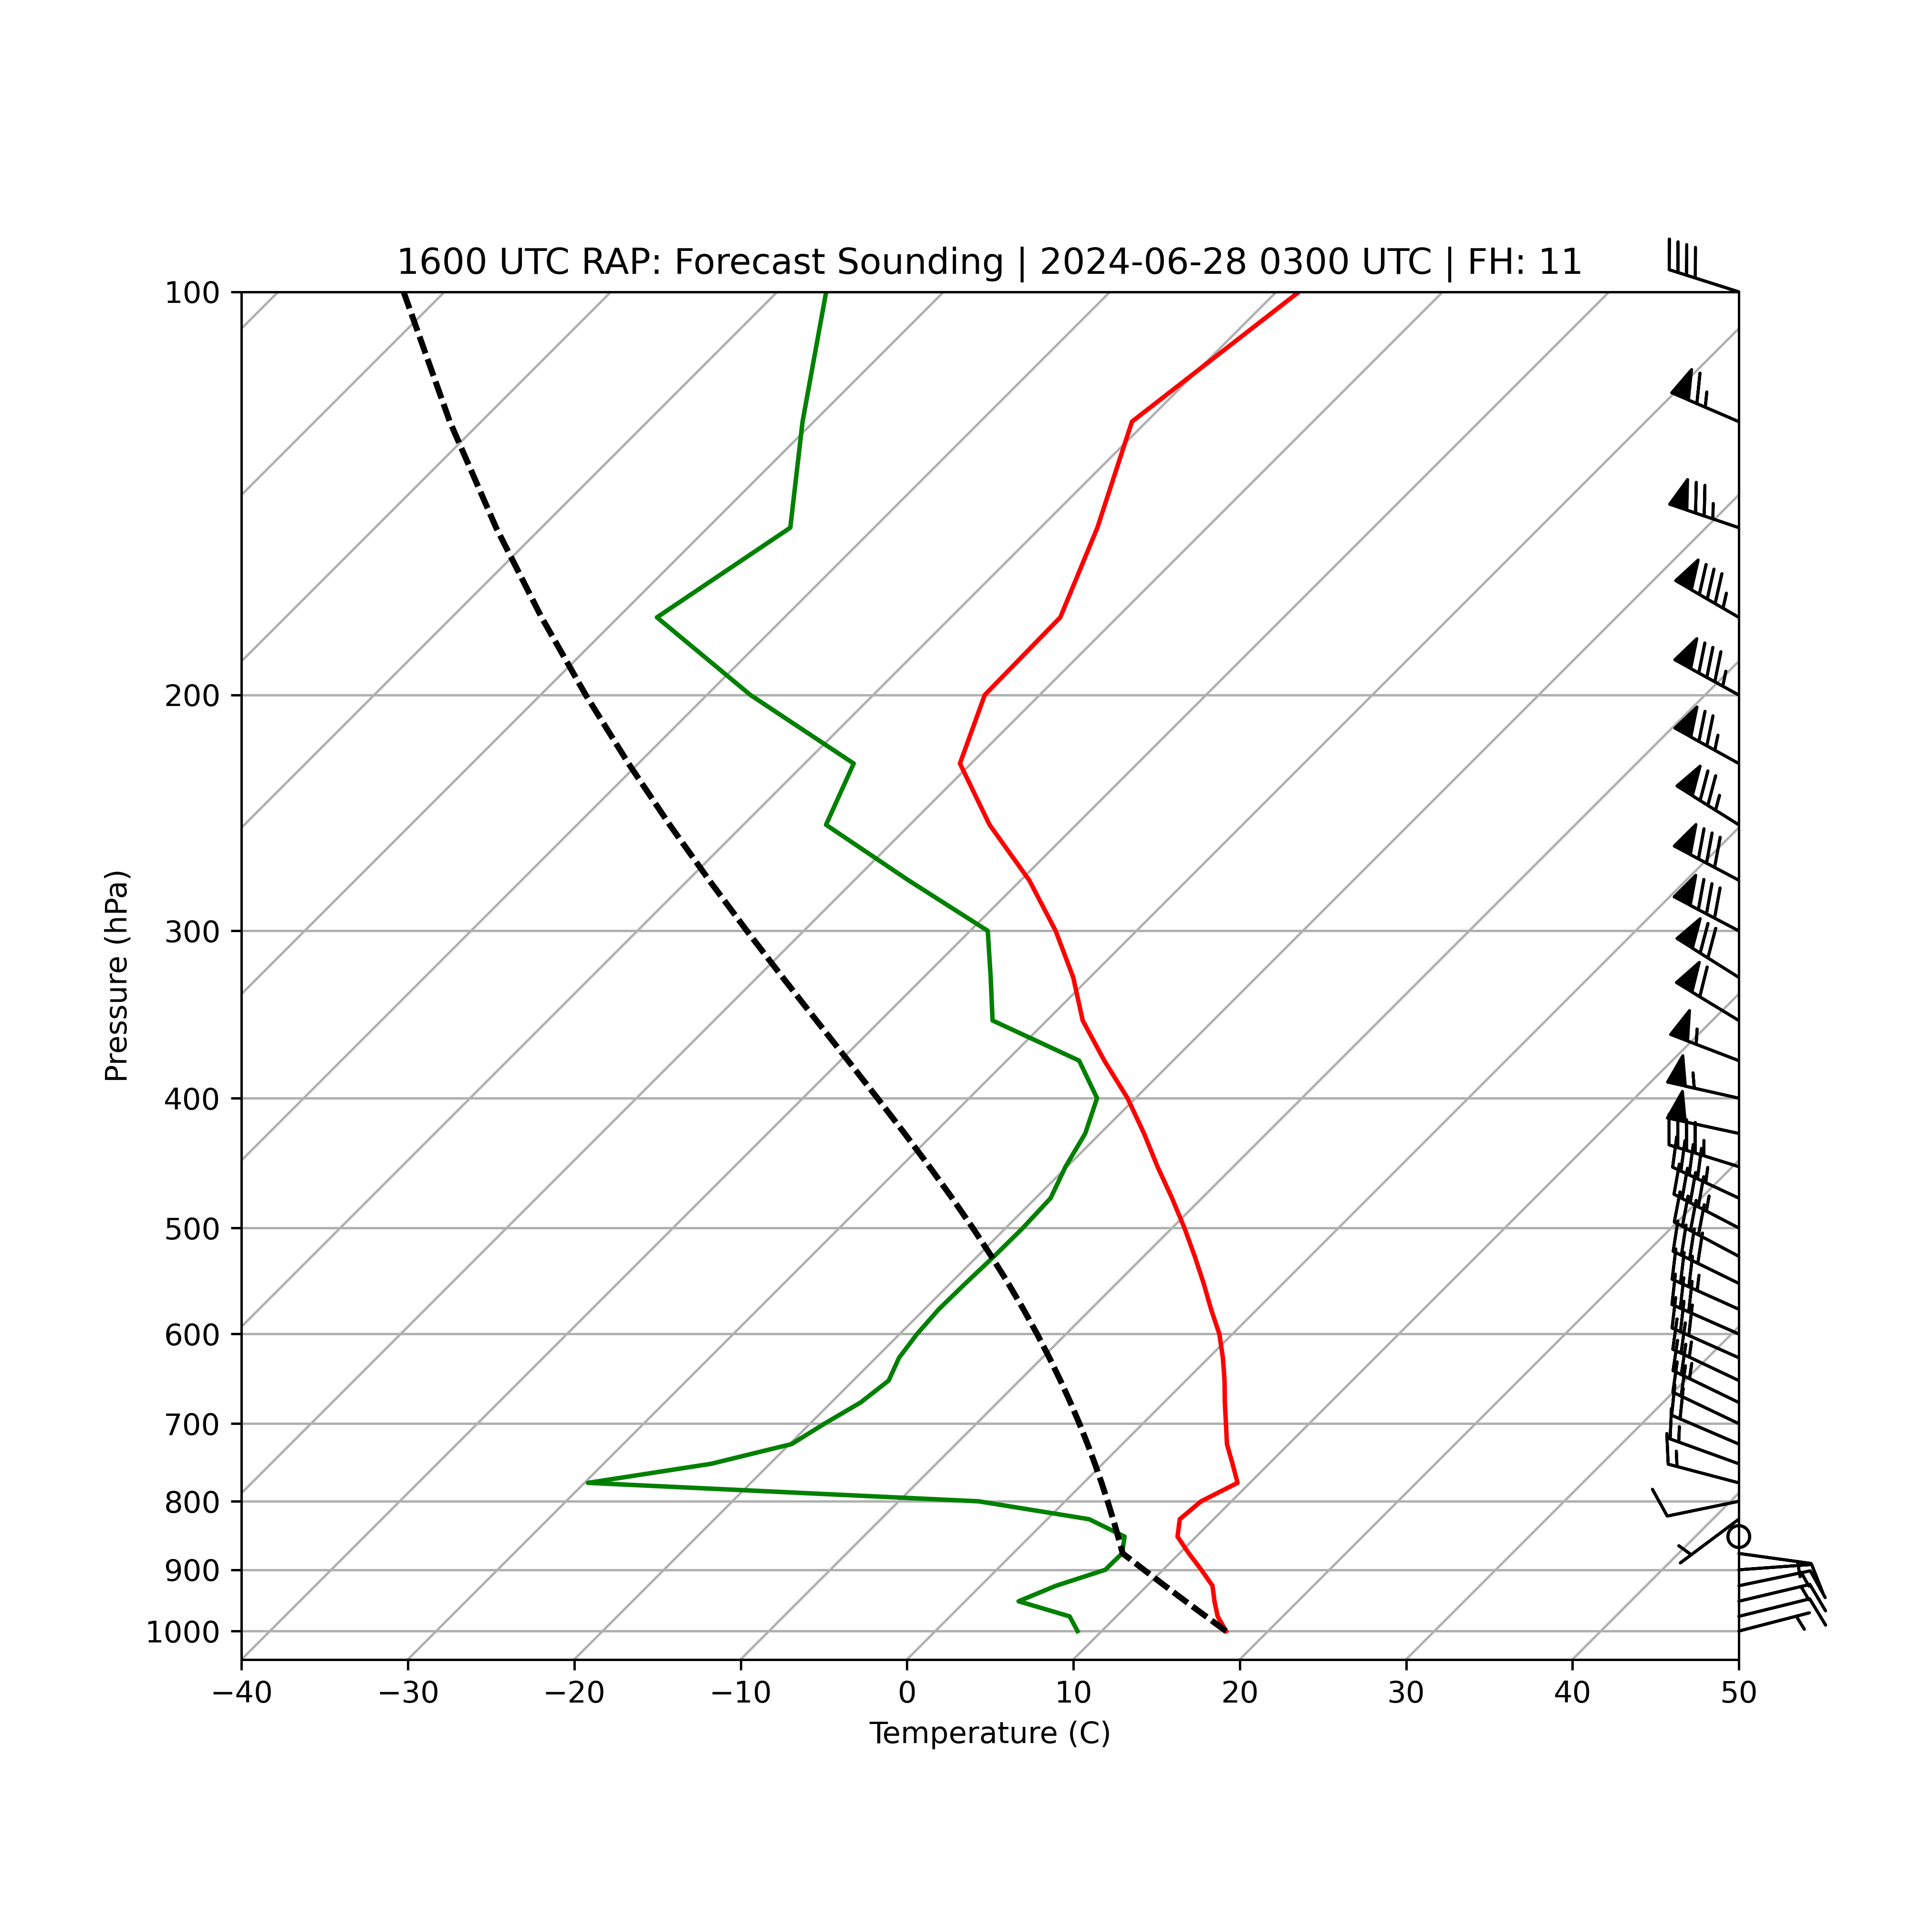 1600 UTC RAP: Forecast Sounding | 2024-06-28 0300 UTC | FH: 11
100
200
300
400
500
600
700
800
900
1000
Pressure (hPa)
−40 −30 −20 −10 0 10 20 30 40 50
Temperature (C)